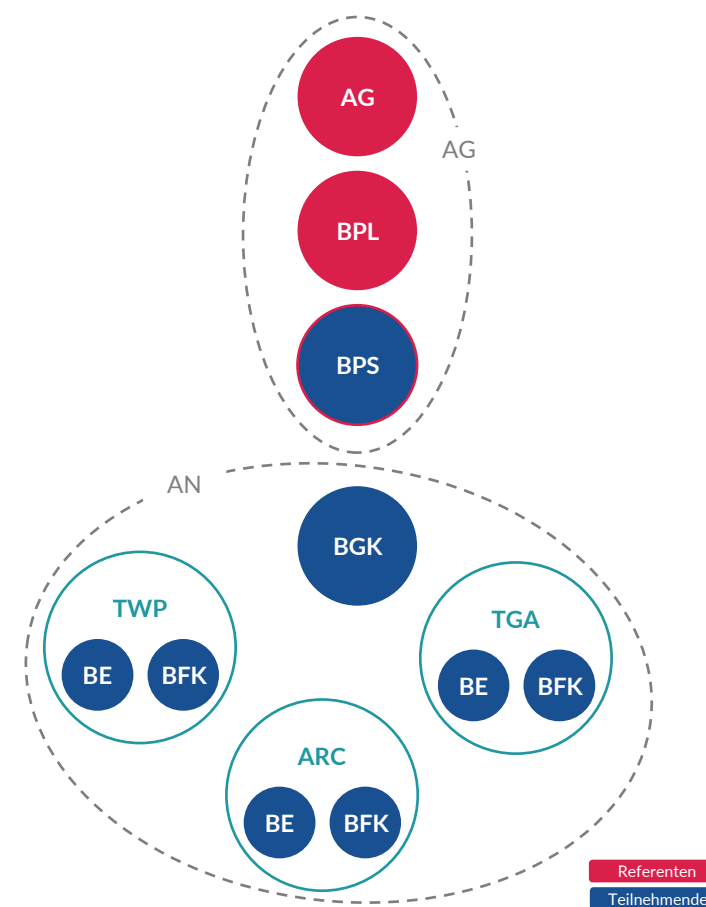 AG
AG
BPL
BPS
AN
BGK
TWP
BE BFK
TGA
BE BFK
ARC
BE BFK
Referenten
Teilnehmende